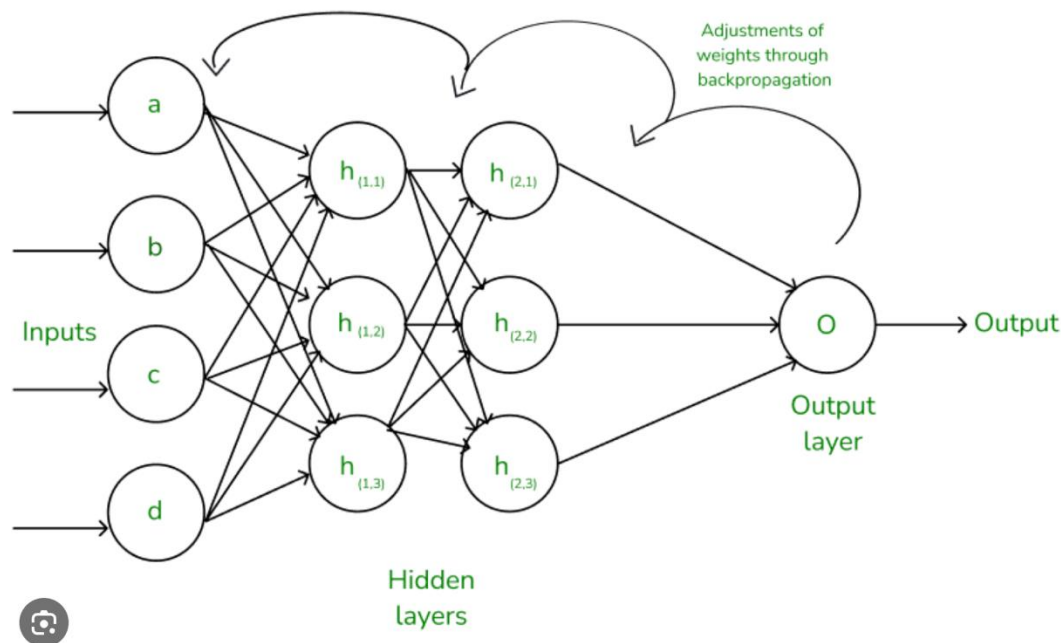 Adjustments of
weights through
backpropagation
a
h (1,1)
h (2,1)
b
Inputs
h (1,2)
h (2,2)
O
Output
c
Output
layer
h (1,3)
h (2,3)
d
Hidden
layers